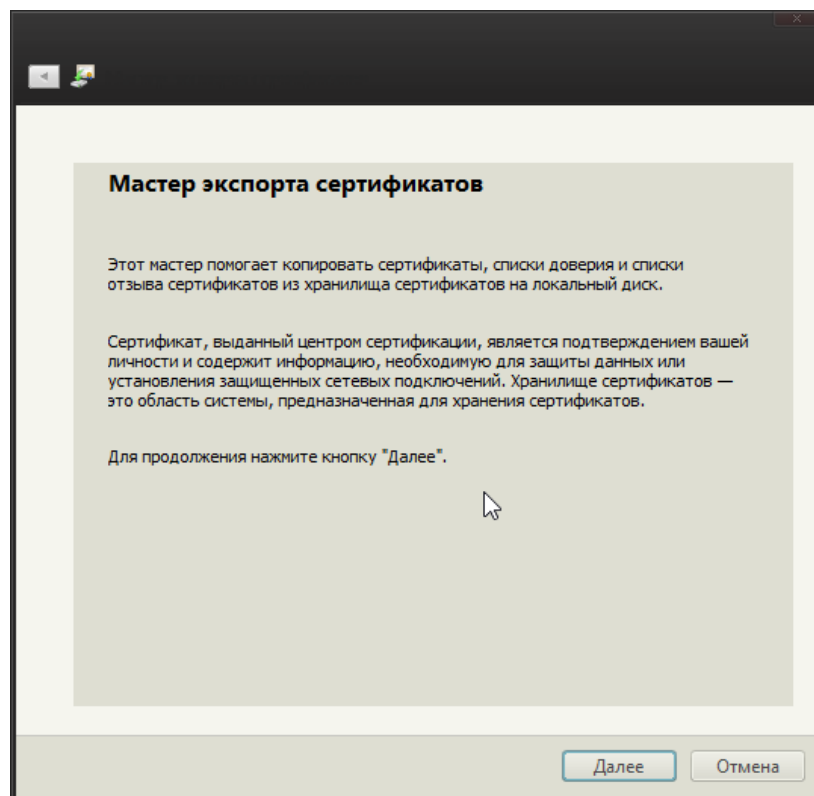 Мастер экспорта сертификатов
Этот мастер помогает копировать сертификаты, списки доверия и списки
отзыва сертификатов из хранилища сертификатов на локальный диск.
Сертификат, выданный центром сертификации, является подтверждением вашей
личности и содержит информацию, необходимую для защиты данных или
установления защищенных сетевых подключений. Хранилище сертификатов —
это область системы, предназначенная для хранения сертификатов.
Для продолжения нажмите кнопку "Далее".
Далее
Отмена